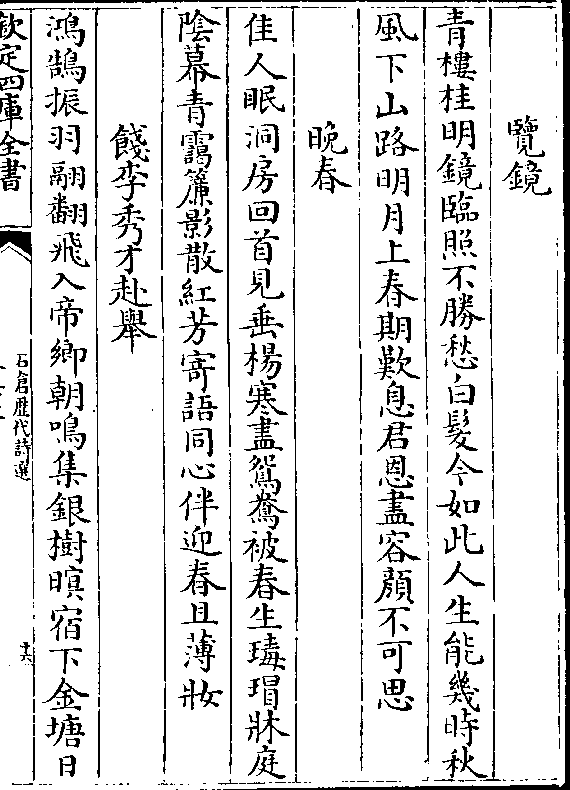 覽鏡
青樓桂明鏡臨照不勝愁白髮今如此人生能幾時秋
風下山路明月上春期歎息君恩盡容顔不可思
晩春
佳人眠洞房回首見垂楊寒盡鴛鴦被春生瑇瑁牀庭
陰幕青靄簾影散紅芳寄語同心伴迎春且薄妝
餞李秀才赴舉
鴻鵠振羽翮翻飛入帝鄉朝鳴集銀樹暝宿下金塘日
欽定四庫全書
石倉歴代詩選